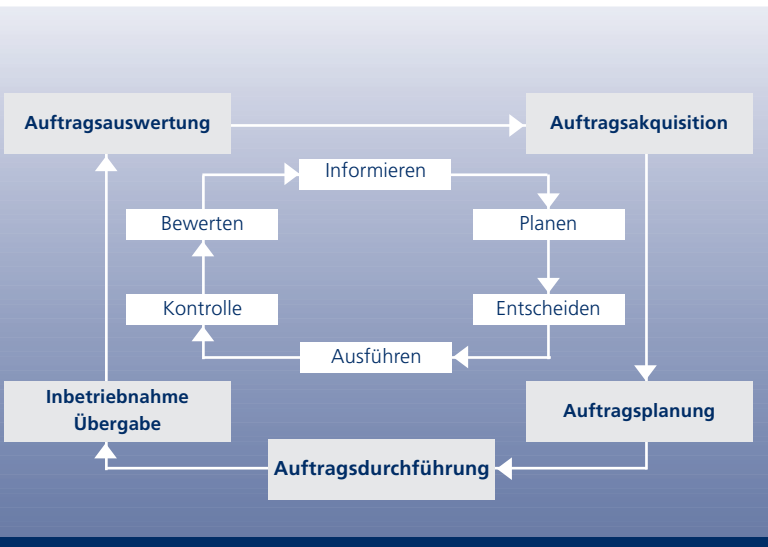 Auftragsauswertung
Auftragsakquisition
Informieren
Bewerten
Planen
Kontrolle
Entscheiden
Ausführen
Inbetriebnahme
Übergabe
Auftragsplanung
Auftragsdurchführung